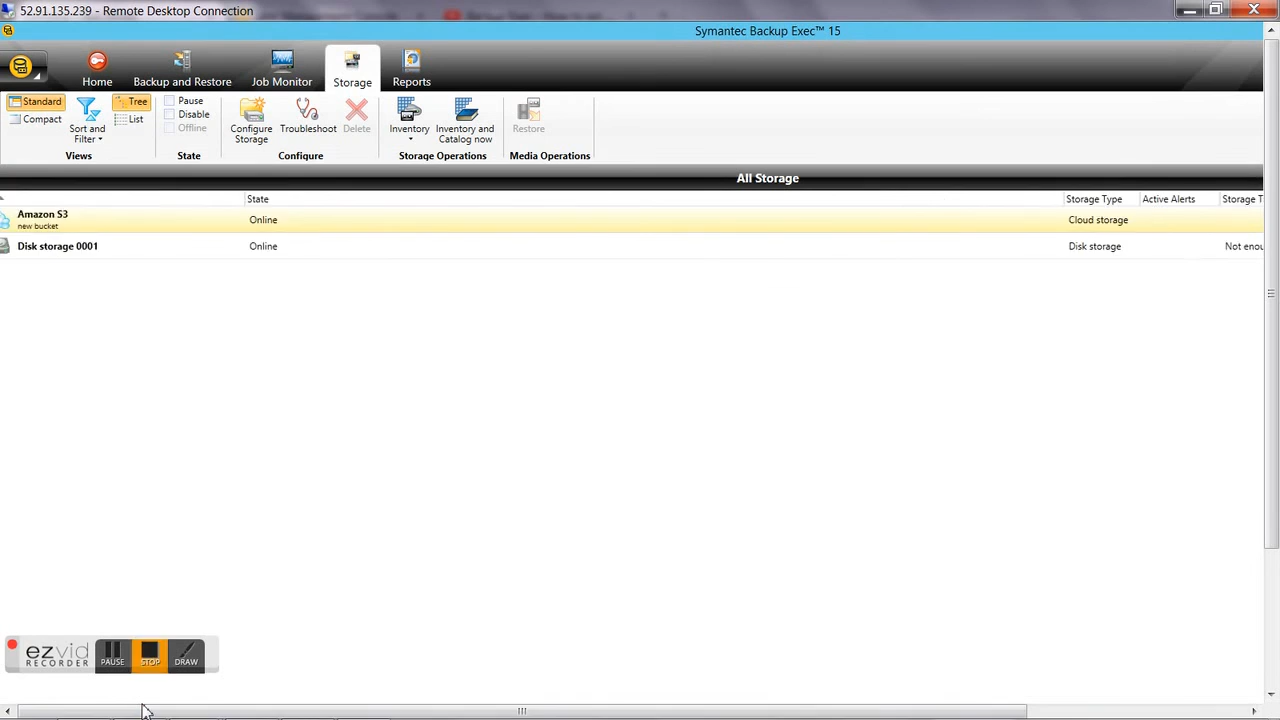 52.91.135.239 - Remote Desktop Connection
Symantec Backup Exec™ 15
Home
Backup and Restore
Job Monitor
Storage
Reports
Standard
Compact
Sort and
Filter
Tree
List
Views
Pause
Disable
Offline
State
Configure
Storage
Troubleshoot
Delete
Configure
Inventory
Inventory and
Catalog now
Storage Operations
Restore
Media Operations
All Storage
State
Storage Type
Active Alerts
Storage T
Amazon S3
new bucket
Online
Cloud storage
Disk storage 0001
Online
Disk storage
Not enou
ezvid
RECORDER
PAUSE
STOP
DRAW